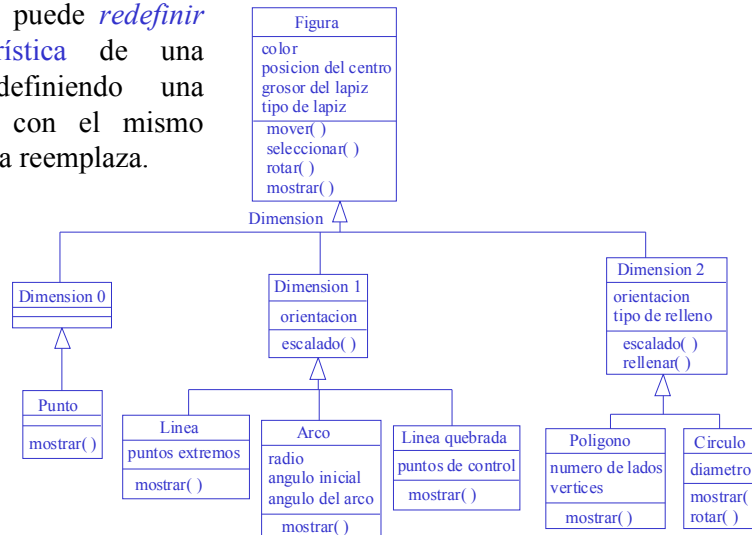 puede redefinir
rística de una
definiendo una
con el mismo
a reemplaza.
Figura
color
posicion del centro
grosor del lapiz
tipo de lapiz
mover( )
seleccionar( )
rotar( )
mostrar( )
Dimension
Dimension 0
Dimension 1
orientacion
escalado( )
Dimension 2
orientacion
tipo de relleno
escalado( )
rellenar( )
Punto
mostrar( )
Linea
puntos extremos
mostrar( )
Arco
radio
angulo inicial
angulo del arco
mostrar( )
Linea quebrada
puntos de control
mostrar( )
Poligono
numero de lados
vertices
mostrar( )
Circulo
diametro
mostrar(
rotar( )